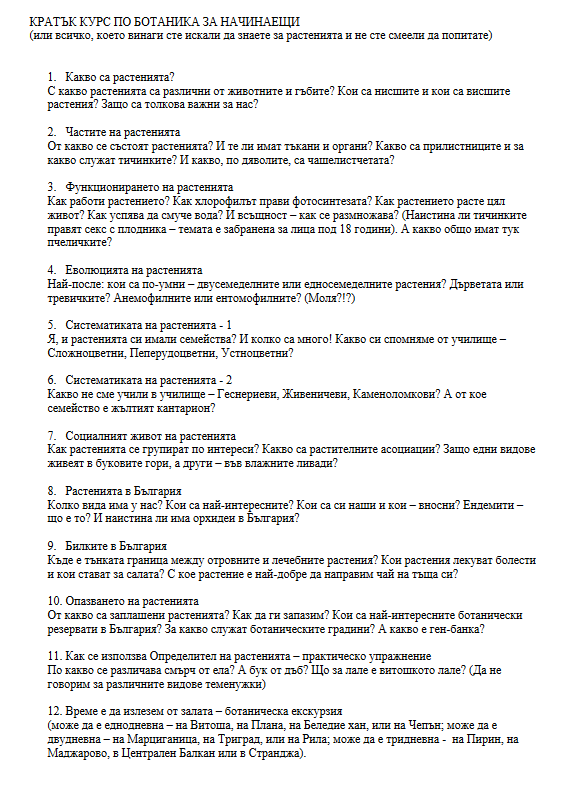 КРАТЪК КУРС ПО БОТАНИКА ЗА НАЧИНАЕЩИ
(или всичко, което винаги сте искали да знаете за растенията и не сте смеели да попитате)
1. Какво са растенията?
С какво растенията са различни от животните и гъбите? Кои са нисшите и кои са висшите
растения? Защо са толкова важни за нас?
2. Частите на растенията
От какво се състоят растенията? И те ли имат тъкани и органи? Какво са прилистниците и за
какво служат тичинките? И какво, по дяволите, са чашелистчетата?
3. Функционирането на растенията
Как работи растението? Как хлорофилът прави фотосинтезата? Как растението расте цял
живот? Как успява да смуче вода? И всъщност – как се размножава? (Наистина ли тичинките
правят секс с плодника – темата е забранена за лица под 18 години). А какво общо имат тук
пчеличките?
4. Еволюцията на растенията
Най-после: кои са по-умни – двусемеделните или едносемеделните растения? Дърветата или
тревичките? Анемофилните или ентомофилните? (Моля?!?)
5. Систематиката на растенията - 1
Я, и растенията си имали семейства? И колко са много! Какво си спомняме от училище –
Сложноцветни, Пеперудоцветни, Устноцветни?
6. Систематиката на растенията - 2
Какво не сме учили в училище – Геснериеви, Живеничеви, Каменоломкови? А от кое
семейство е жълтият кантарион?
7. Социалният живот на растенията
Как растенията се групират по интереси? Какво са растителните асоциации? Защо едни видове
живеят в буковите гори, а други – във влажните ливади?
8. Растенията в България
Колко вида има у нас? Кои са най-интересните? Кои са си наши и кои – вносни? Ендемити –
що е то? И наистина ли има орхидеи в България?
9. Билките в България
Къде е тънката граница между отровните и лечебните растения? Кои растения лекуват болести
и кои стават за салата? С кое растение е най-добре да направим чай на тъща си?
10. Опазването на растенията
От какво са заплашени растенията? Как да ги запазим? Кои са най-интересните ботанически
резервати в България? За какво служат ботаническите градини? А какво е ген-банка?
11. Как се използва Определител на растенията – практическо упражнение
По какво се различава смърч от ела? А бук от дъб? Що за лале е витошкото лале? (Да не
говорим за различните видове теменужки)
12. Време е да излезем от залата – ботаническа екскурзия
(може да е еднодневна – на Витоша, на Плана, на Беледие хан, или на Чепън; може да е
двудневна – на Марциганица, на Триград, или на Рила; може да е тридневна - на Пирин, на
Маджарово, в Централен Балкан или в Странджа).